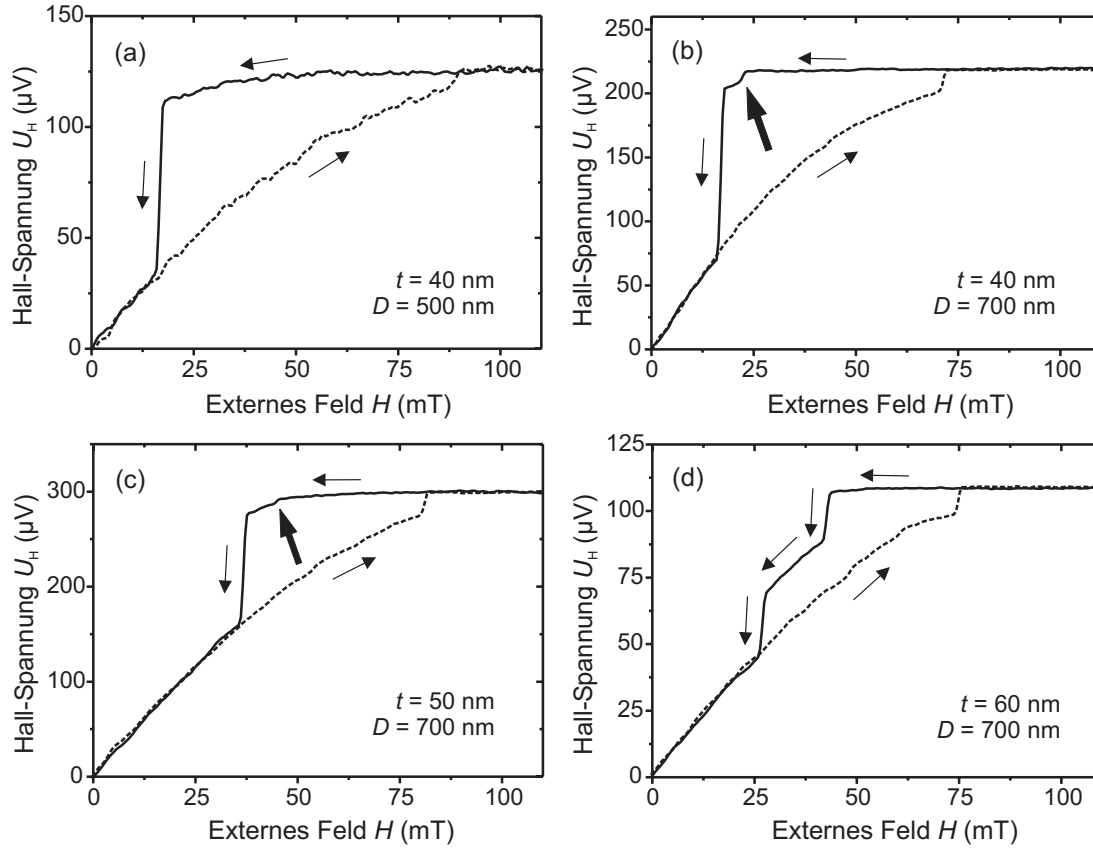 (a)
Hall-Spannung U_H (µV)
150
100
50
0
0
25
50
75
100
t = 40 nm
D = 500 nm
Externes Feld H (mT)
(b)
Hall-Spannung U_H (µV)
250
200
150
100
50
0
0
25
50
75
100
t = 40 nm
D = 700 nm
Externes Feld H (mT)
(c)
Hall-Spannung U_H (µV)
300
200
100
0
0
25
50
75
100
t = 50 nm
D = 700 nm
Externes Feld H (mT)
(d)
Hall-Spannung U_H (µV)
125
100
75
50
25
0
0
25
50
75
100
t = 60 nm
D = 700 nm
Externes Feld H (mT)